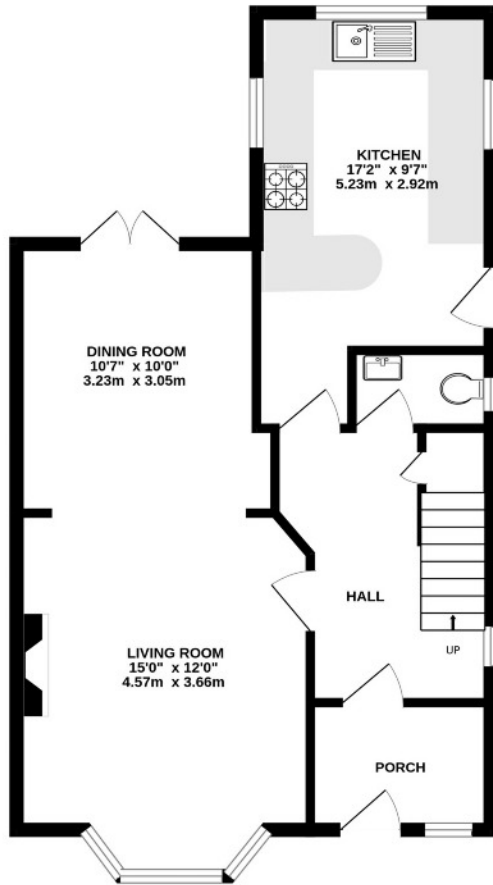 KITCHEN
17'2" x 9'7"
5.23m x 2.92m
DINING ROOM
10'7" x 10'0"
3.23m x 3.05m
HALL
LIVING ROOM
15'0" x 12'0"
4.57m x 3.66m
UP
PORCH